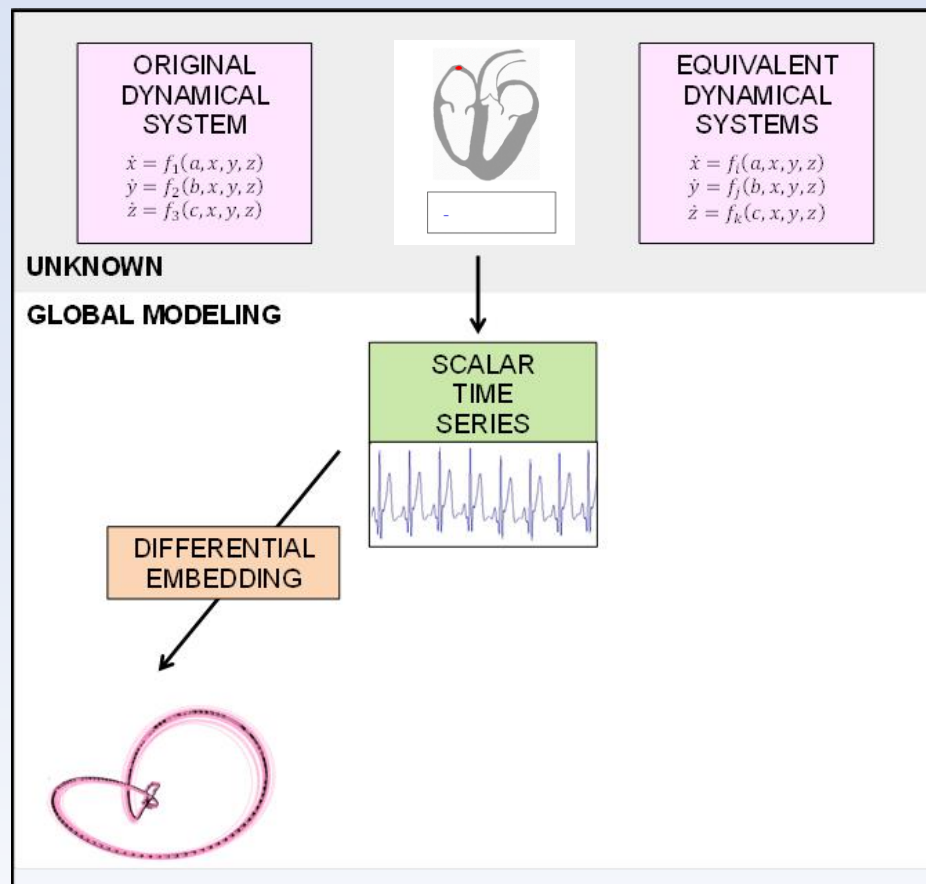 ORIGINAL
DYNAMICAL
SYSTEM
ẋ = f₁(a, x, y, z)
ẏ = f₂(b, x, y, z)
ż = f₃(c, x, y, z)
-
EQUIVALENT
DYNAMICAL
SYSTEMS
ẋ = fᵢ(a, x, y, z)
ẏ = fⱼ(b, x, y, z)
ż = fₖ(c, x, y, z)
UNKNOWN
GLOBAL MODELING
SCALAR
TIME
SERIES
DIFFERENTIAL
EMBEDDING